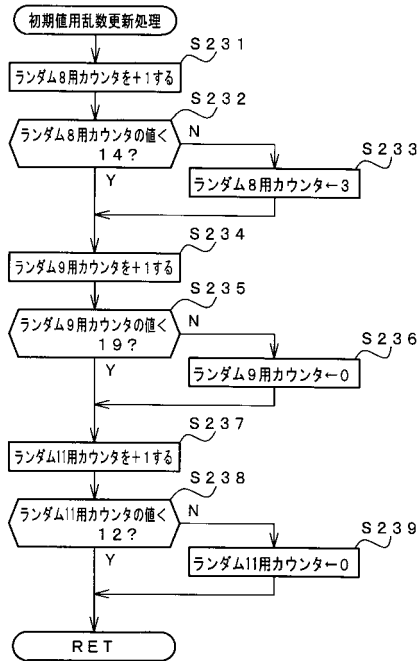 初期値用乱数更新処理
S231
ランダム8用カウンタを+1する
S232
ランダム8用カウンタの値<
14?
N
S233
Y
ランダム8用カウンタ←3
S234
ランダム9用カウンタを+1する
S235
ランダム9用カウンタの値<
19?
N
S236
Y
ランダム9用カウンタ←0
S237
ランダム11用カウンタを+1する
S238
ランダム11用カウンタの値<
12?
N
S239
Y
ランダム11用カウンタ←0
RET